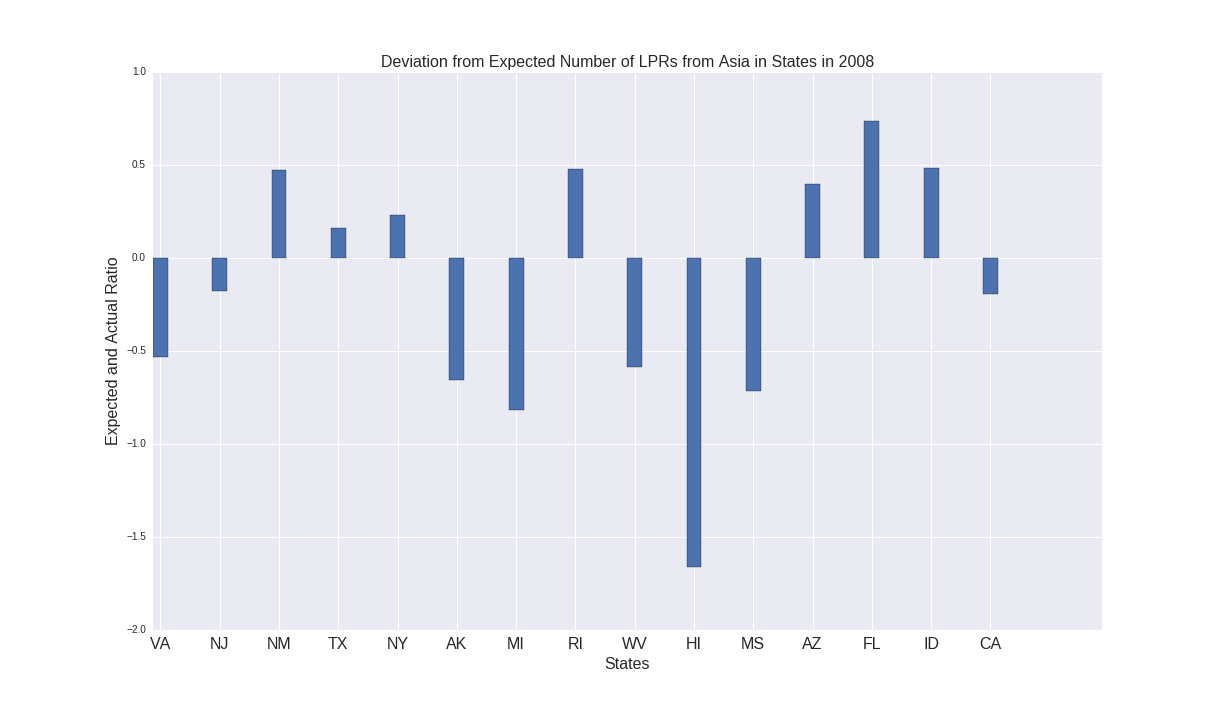 Deviation from Expected Number of LPRs from Asia in States in 2008
1.0
0.5
0.0
−0.5
−1.0
−1.5
−2.0
Expected and Actual Ratio
VA NJ NM TX NY AK MI RI WV HI MS AZ FL ID CA
States